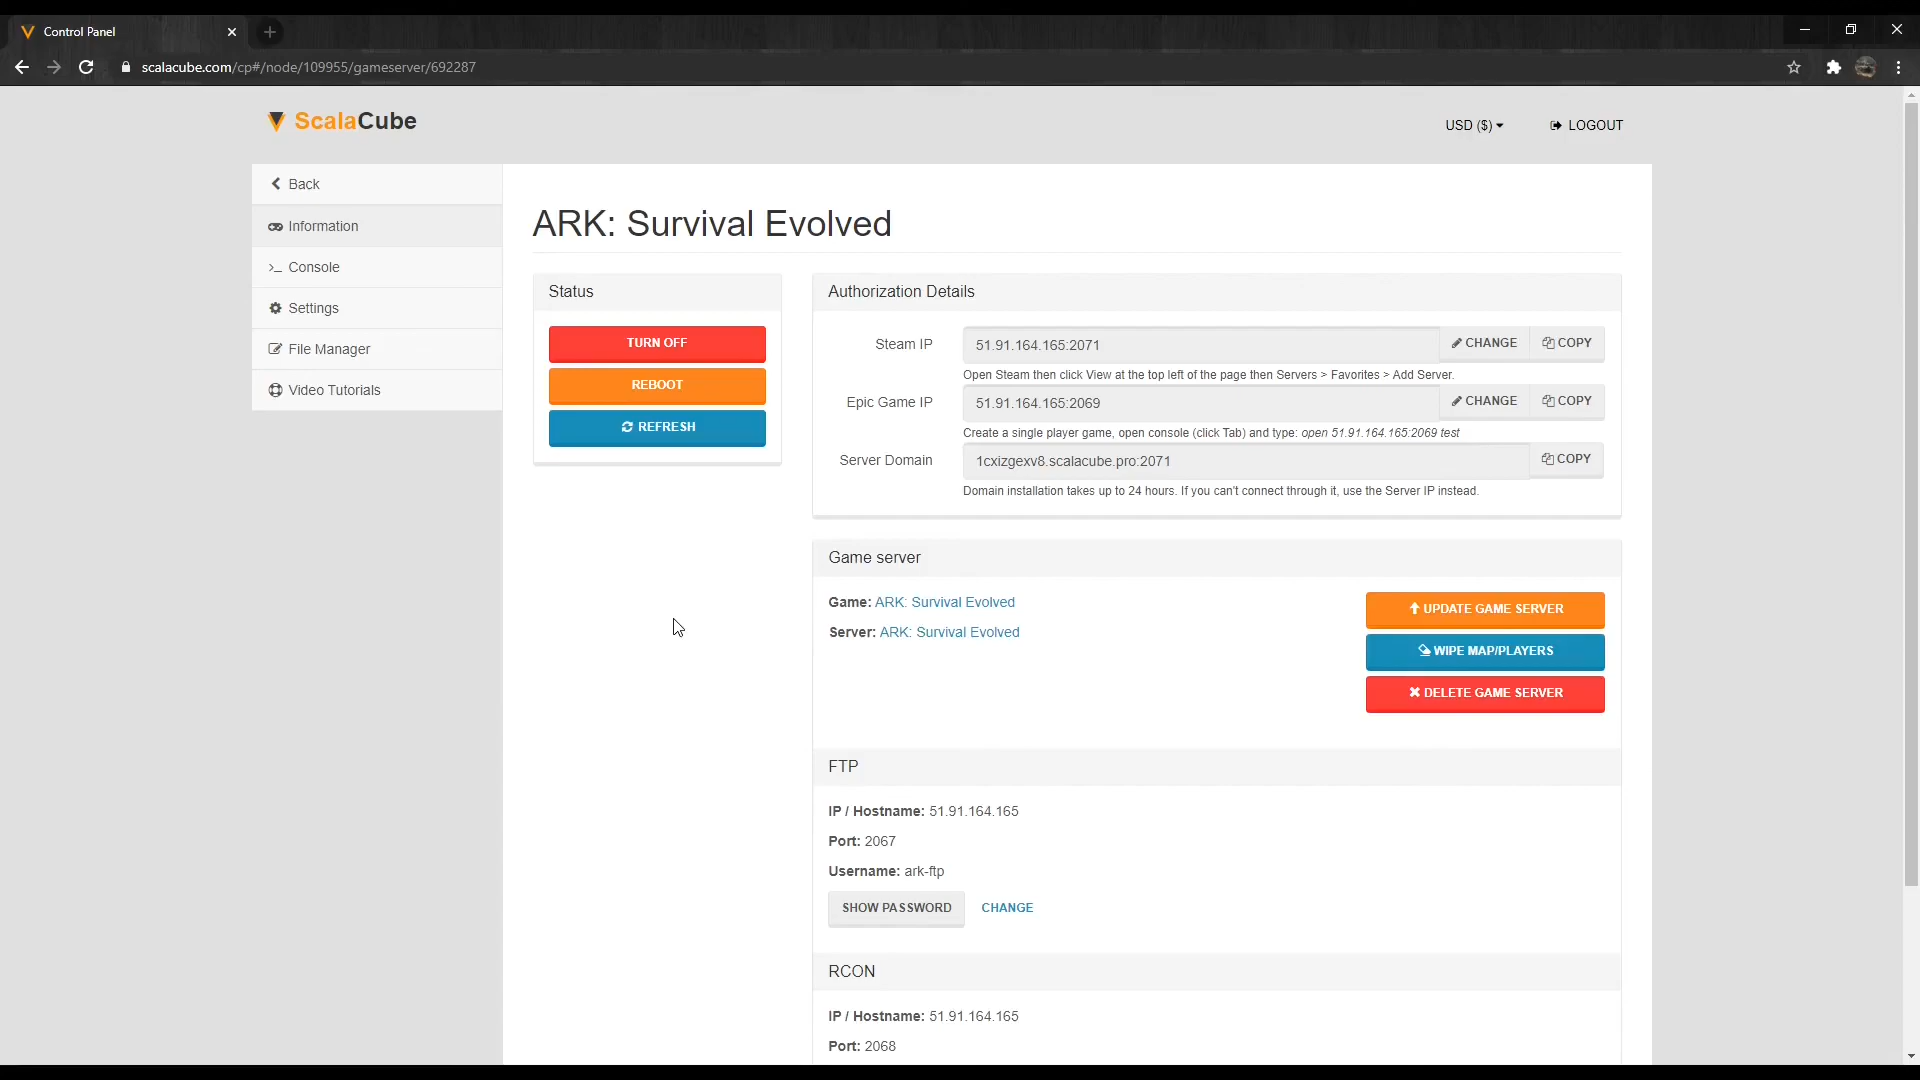 Control Panel
scalacube.com/cp#/node/109955/gameserver/692287
ScalaCube
USD ($)
LOGOUT
Back
Information
Console
Settings
File Manager
Video Tutorials
ARK: Survival Evolved
Status
TURN OFF
REBOOT
REFRESH
Authorization Details
Steam IP 51.91.164.165:2071 CHANGE COPY
Open Steam then click View at the top left of the page then Servers > Favorites > Add Server.
Epic Game IP 51.91.164.165:2069 CHANGE COPY
Create a single player game, open console (click Tab) and type: open 51.91.164.165:2069 test
Server Domain 1cxizgexv8.scalacube.pro:2071 COPY
Domain installation takes up to 24 hours. If you can't connect through it, use the Server IP instead.
Game server
Game: ARK: Survival Evolved
Server: ARK: Survival Evolved
UPDATE GAME SERVER
WIPE MAP/PLAYERS
DELETE GAME SERVER
FTP
IP / Hostname: 51.91.164.165
Port: 2067
Username: ark-ftp
SHOW PASSWORD CHANGE
RCON
IP / Hostname: 51.91.164.165
Port: 2068